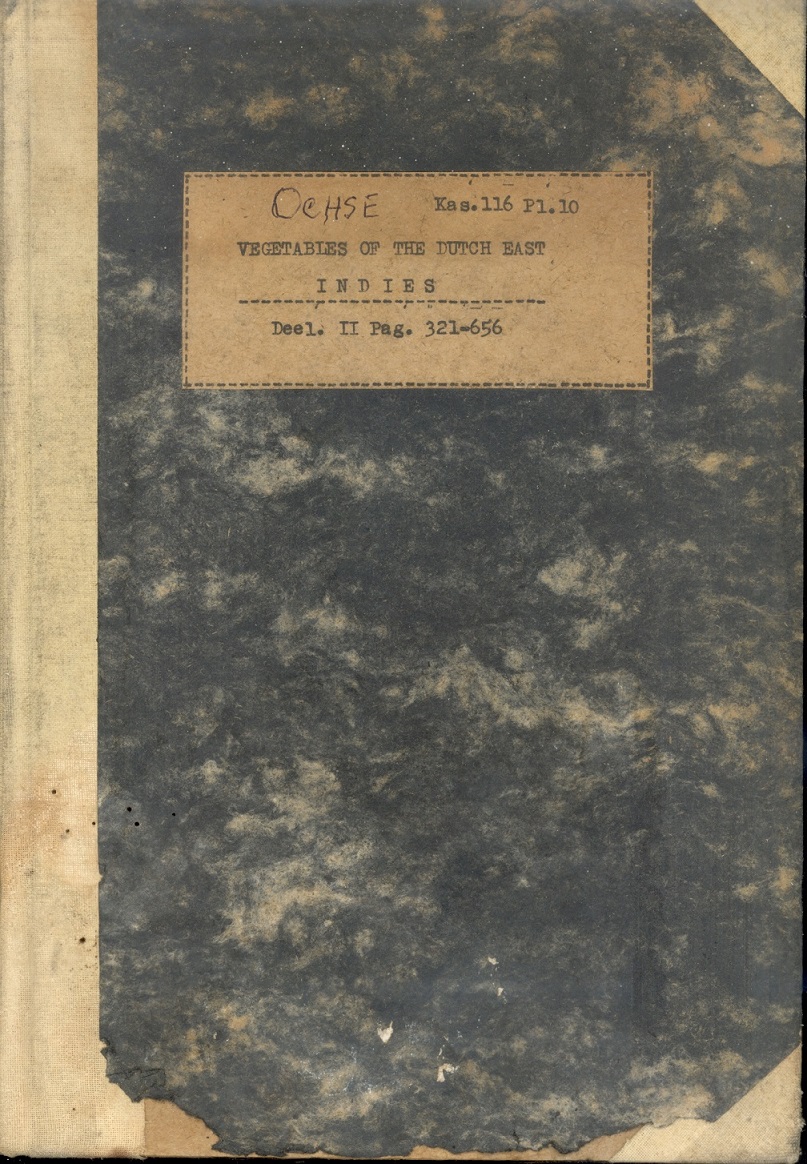 OCHSE Kas.116 Pl.10
VEGETABLES OF THE DUTCH EAST
INDIES
Deel. II Pag. 321-656